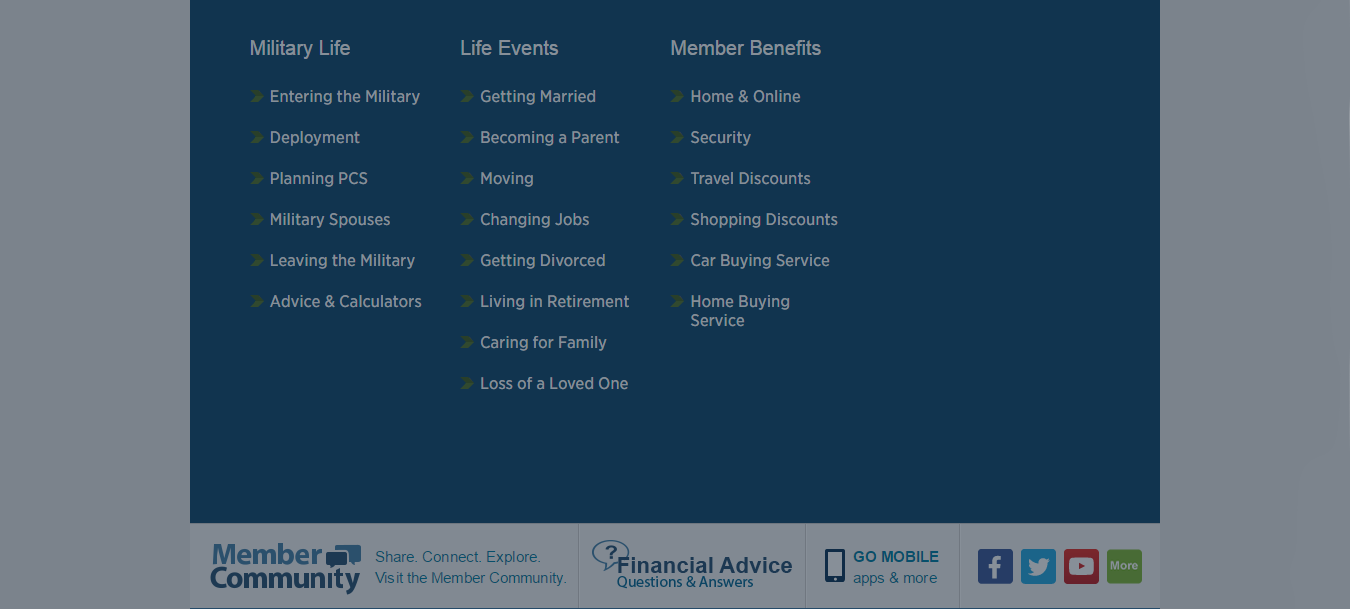 Military Life
Entering the Military
Deployment
Planning PCS
Military Spouses
Leaving the Military
Advice & Calculators
Life Events
Getting Married
Becoming a Parent
Moving
Changing Jobs
Getting Divorced
Living in Retirement
Caring for Family
Loss of a Loved One
Member Benefits
Home & Online
Security
Travel Discounts
Shopping Discounts
Car Buying Service
Home Buying
Service
Member
Community
Share. Connect. Explore.
Visit the Member Community.
?
Financial Advice
Questions & Answers
GO MOBILE
apps & more
f
More